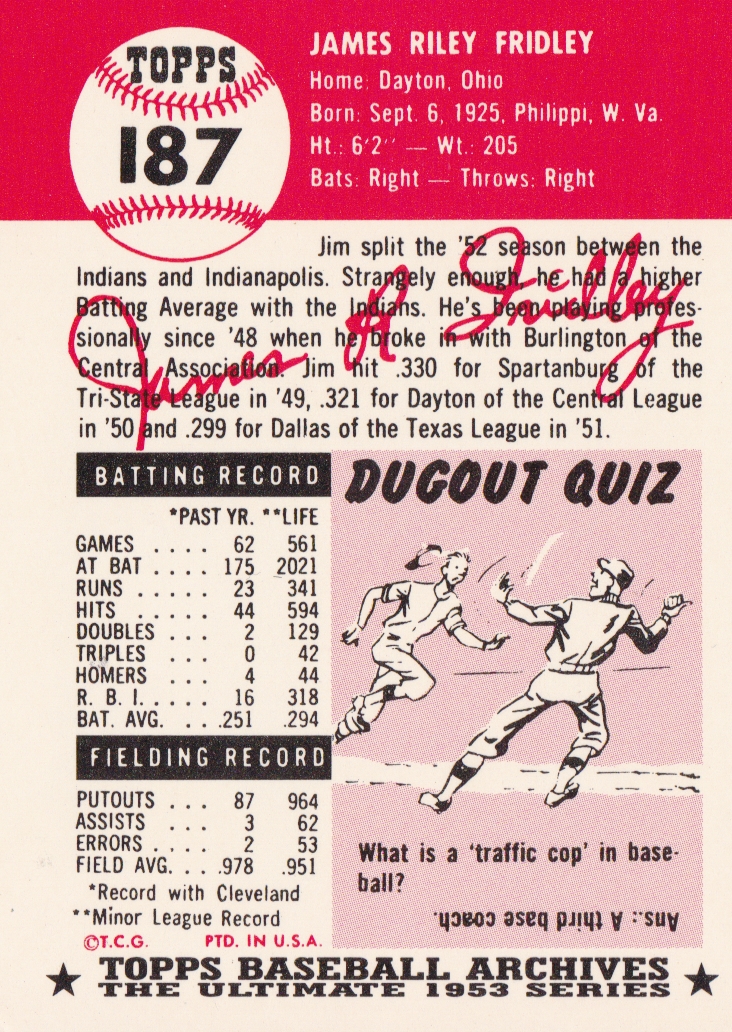 TOPPS
187
JAMES RILEY FRIDLEY
Home: Dayton, Ohio
Born: Sept. 6, 1925, Philippi, W. Va.
Ht.: 6'2'' — Wt.: 205
Bats: Right — Throws: Right
Jim split the '52 season between the
Indians and Indianapolis. Strangely enough, he had a higher
Batting Average with the Indians. He's been playing profes-
sionally since '48 when he broke in with Burlington of the
Central Association. Jim hit .330 for Spartanburg of the
Tri-State League in '49, .321 for Dayton of the Central League
in '50 and .299 for Dallas of the Texas League in '51.
James R Fridley
BATTING RECORD
*PAST YR. **LIFE
GAMES .... 62 561
AT BAT .... 175 2021
RUNS ..... 23 341
HITS ..... 44 594
DOUBLES ... 2 129
TRIPLES ... 0 42
HOMERS ... 4 44
R. B. I. .... 16 318
BAT. AVG. ... .251 .294
FIELDING RECORD
PUTOUTS ... 87 964
ASSISTS ... 3 62
ERRORS .... 2 53
FIELD AVG. ... .978 .951
*Record with Cleveland
**Minor League Record
©T.C.G. PTD. IN U.S.A.
DUGOUT QUIZ
1
What is a 'traffic cop' in base-
ball?
Ans.: A third base coach.
★ TOPPS BASEBALL ARCHIVES ★
THE ULTIMATE 1953 SERIES